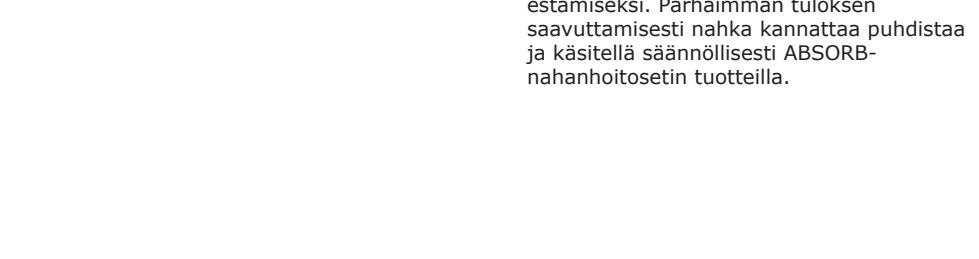 estämiseksi. Parhaimman tuloksen
saavuttamisesti nahka kannattaa puhdistaa
ja käsitellä säännöllisesti ABSORB-
nahanhoitosetin tuotteilla.